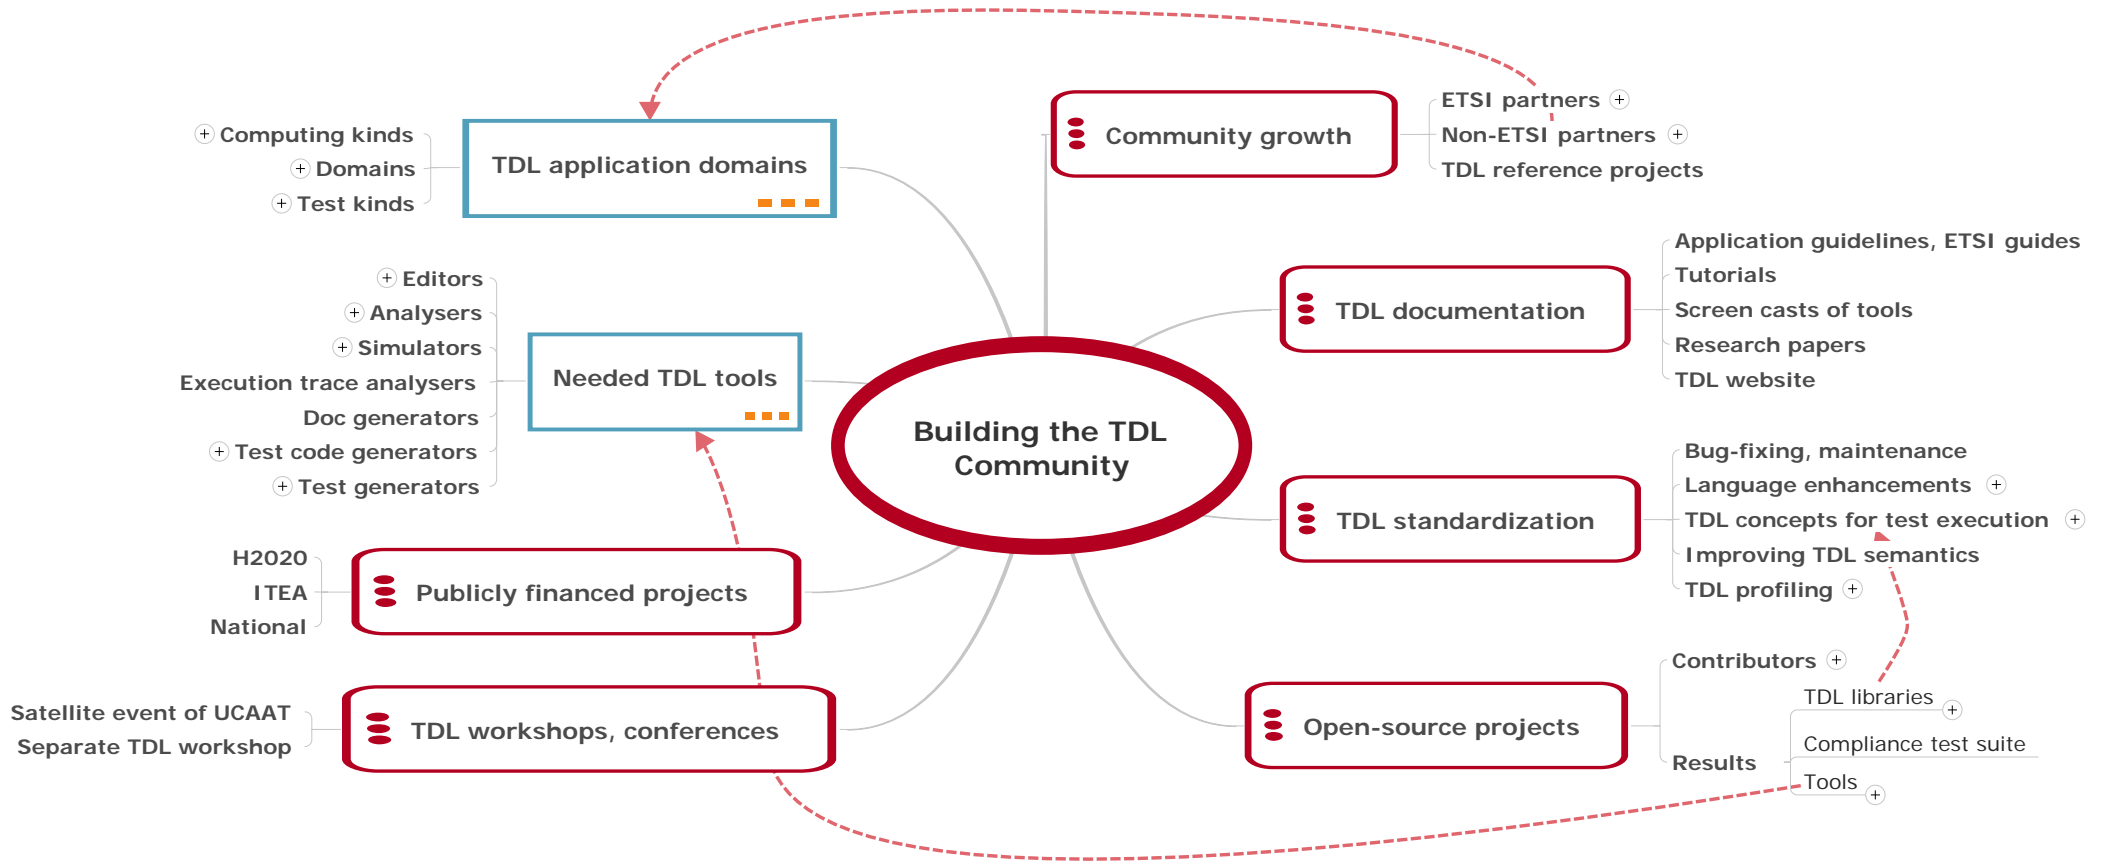 Building the TDL
Community
Community growth
ETSI partners
Non-ETSI partners
TDL reference projects
TDL documentation
Application guidelines, ETSI guides
Tutorials
Screen casts of tools
Research papers
TDL website
TDL standardization
Bug-fixing, maintenance
Language enhancements
TDL concepts for test execution
Improving TDL semantics
TDL profiling
Open-source projects
Contributors
Results
TDL libraries
Compliance test suite
Tools
TDL application domains
Computing kinds
Domains
Test kinds
Needed TDL tools
Editors
Analysers
Simulators
Execution trace analysers
Doc generators
Test code generators
Test generators
Publicly financed projects
H2020
ITEA
National
TDL workshops, conferences
Satellite event of UCAAT
Separate TDL workshop